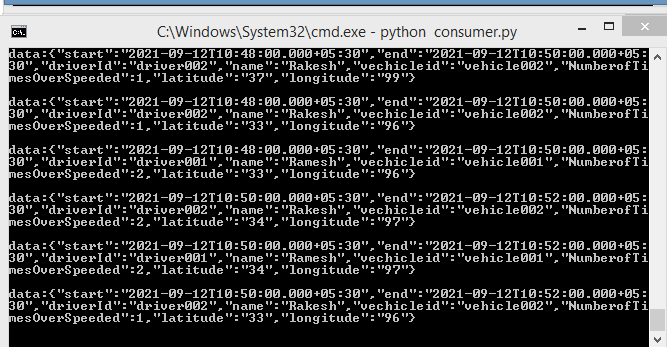 C:\Windows\System32\cmd.exe - python  consumer.py
data:{"start":"2021-09-12T10:48:00.000+05:30","end":"2021-09-12T10:50:00.000+05:
30","driverId":"driver002","name":"Rakesh","vechicleid":"vehicle002","NumberofTi
mesOverSpeeded":1,"latitude":"37","longitude":"99"}
data:{"start":"2021-09-12T10:48:00.000+05:30","end":"2021-09-12T10:50:00.000+05:
30","driverId":"driver002","name":"Rakesh","vechicleid":"vehicle002","NumberofTi
mesOverSpeeded":1,"latitude":"33","longitude":"96"}
data:{"start":"2021-09-12T10:48:00.000+05:30","end":"2021-09-12T10:50:00.000+05:
30","driverId":"driver001","name":"Ramesh","vechicleid":"vehicle001","NumberofTi
mesOverSpeeded":2,"latitude":"33","longitude":"96"}
data:{"start":"2021-09-12T10:50:00.000+05:30","end":"2021-09-12T10:52:00.000+05:
30","driverId":"driver002","name":"Rakesh","vechicleid":"vehicle002","NumberofTi
mesOverSpeeded":2,"latitude":"34","longitude":"97"}
data:{"start":"2021-09-12T10:50:00.000+05:30","end":"2021-09-12T10:52:00.000+05:
30","driverId":"driver001","name":"Ramesh","vechicleid":"vehicle001","NumberofTi
mesOverSpeeded":2,"latitude":"34","longitude":"97"}
data:{"start":"2021-09-12T10:50:00.000+05:30","end":"2021-09-12T10:52:00.000+05:
30","driverId":"driver002","name":"Rakesh","vechicleid":"vehicle002","NumberofTi
mesOverSpeeded":1,"latitude":"33","longitude":"96"}